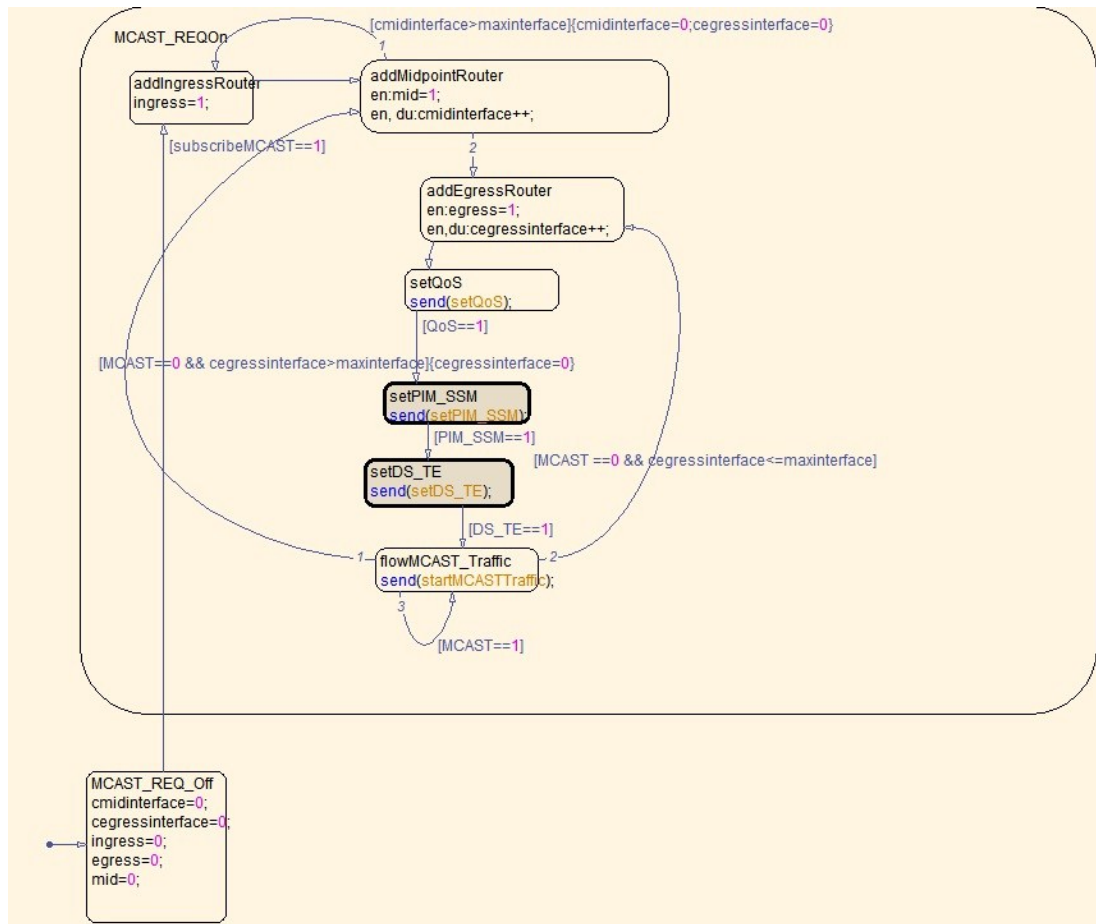 [cmidinterface>maxinterface]{cmidinterface=0;cegressinterface=0}
MCAST_REQOn
1
addIngressRouter
ingress=1;
addMidpointRouter
en:mid=1;
en, du:cmidinterface++;
[subscribeMCAST==1]
2
addEgressRouter
en:egress=1;
en,du:cegressinterface++;
setQoS
send(setQoS);
[QoS==1]
[MCAST==0 && cegressinterface>maxinterface]{cegressinterface=0}
setPIM_SSM
send(setPIM_SSM);
[PIM_SSM==1]
[MCAST ==0 && cegressinterface<=maxinterface]
setDS_TE
send(setDS_TE);
[DS_TE==1]
1
flowMCAST_Traffic
2
send(startMCASTTraffic);
3
[MCAST==1]
MCAST_REQ_Off
cmidinterface=0;
cegressinterface=0;
ingress=0;
egress=0;
mid=0;